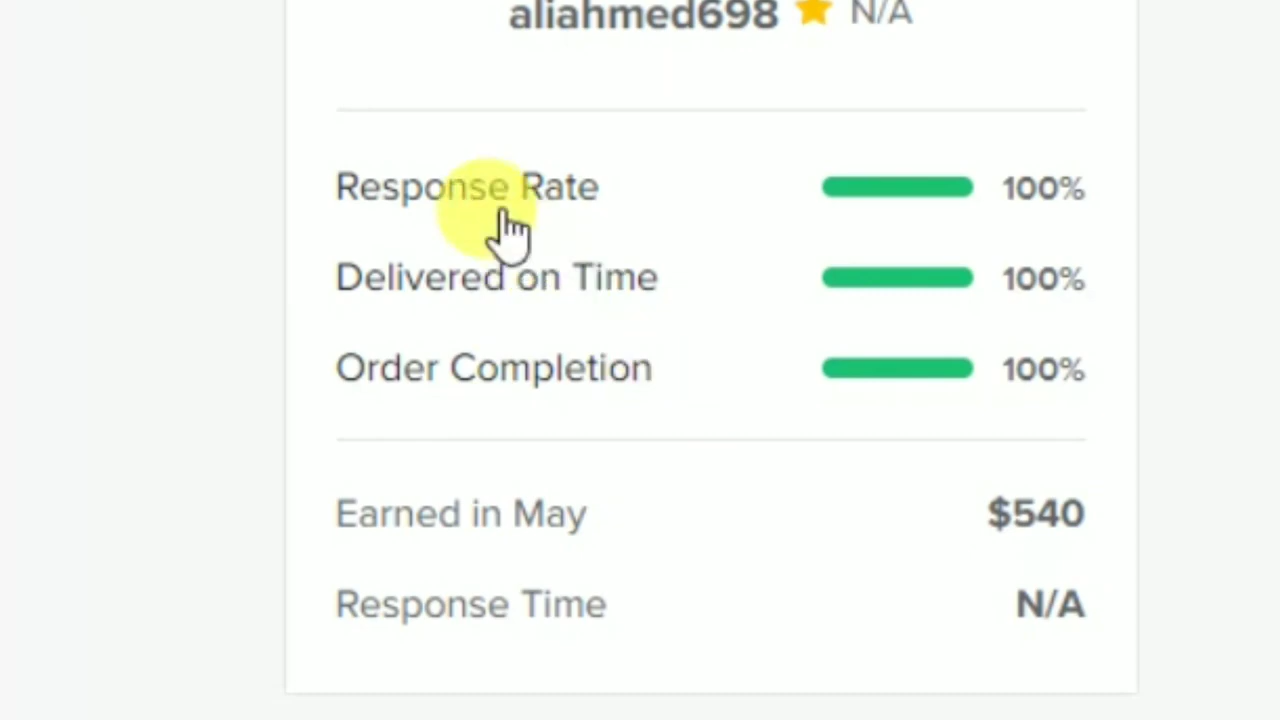 aliahmed698 N/A
Response Rate 100%
Delivered on Time 100%
Order Completion 100%
Earned in May $540
Response Time N/A